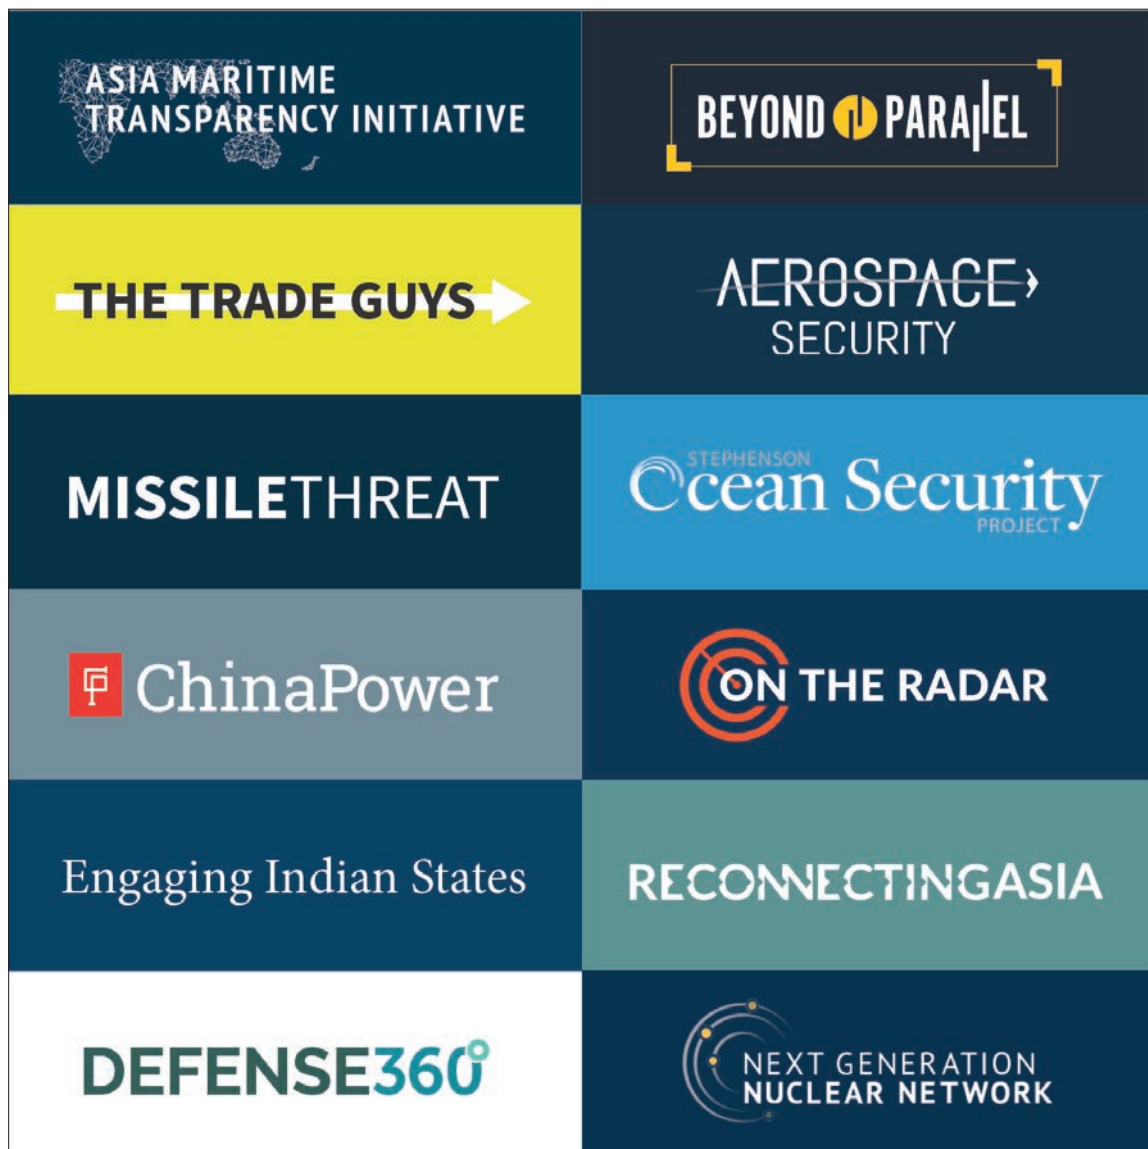 ASIA MARITIME
TRANSPARENCY INITIATIVE
BEYOND PARALLEL
THE TRADE GUYS
AEROSPACE
SECURITY
MISSILETHREAT
STEPHENSON
Ocean Security
PROJECT
ChinaPower
ON THE RADAR
Engaging Indian States
RECONNECTINGASIA
DEFENSE360
NEXT GENERATION
NUCLEAR NETWORK